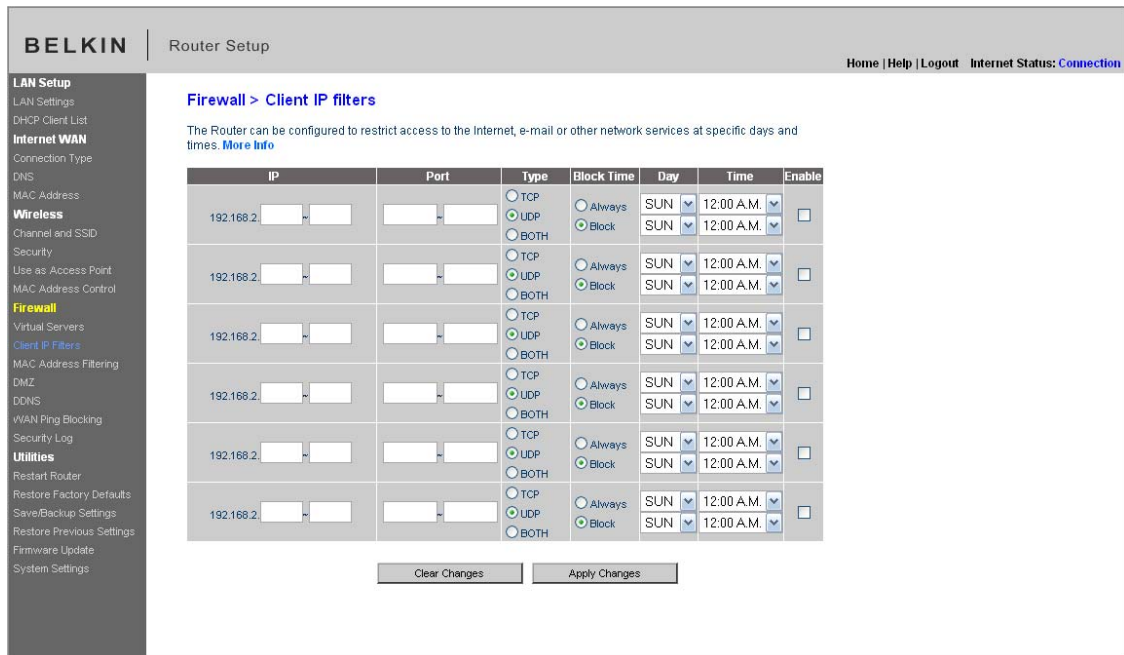 BELKIN
Router Setup
Home | Help | Logout Internet Status: Connection
LAN Setup
LAN Settings
DHCP Client List
Internet WAN
Connection Type
DNS
MAC Address
Wireless
Channel and SSID
Security
Use as Access Point
MAC Address Control
Firewall
Virtual Servers
Client IP Filters
MAC Address Filtering
DMZ
DDNS
WAN Ping Blocking
Security Log
Utilities
Restart Router
Restore Factory Defaults
Save/Backup Settings
Restore Previous Settings
Firmware Update
System Settings
Firewall > Client IP filters
The Router can be configured to restrict access to the Internet, e-mail or other network services at specific days and
times. More Info
IP Port Type Block Time Day Time Enable
192.168.2. ~ ~
TCP
UDP
BOTH
Always
Block
SUN 12:00 A.M.
SUN 12:00 A.M.
192.168.2. ~ ~
TCP
UDP
BOTH
Always
Block
SUN 12:00 A.M.
SUN 12:00 A.M.
192.168.2. ~ ~
TCP
UDP
BOTH
Always
Block
SUN 12:00 A.M.
SUN 12:00 A.M.
192.168.2. ~ ~
TCP
UDP
BOTH
Always
Block
SUN 12:00 A.M.
SUN 12:00 A.M.
192.168.2. ~ ~
TCP
UDP
BOTH
Always
Block
SUN 12:00 A.M.
SUN 12:00 A.M.
192.168.2. ~ ~
TCP
UDP
BOTH
Always
Block
SUN 12:00 A.M.
SUN 12:00 A.M.
Clear Changes Apply Changes